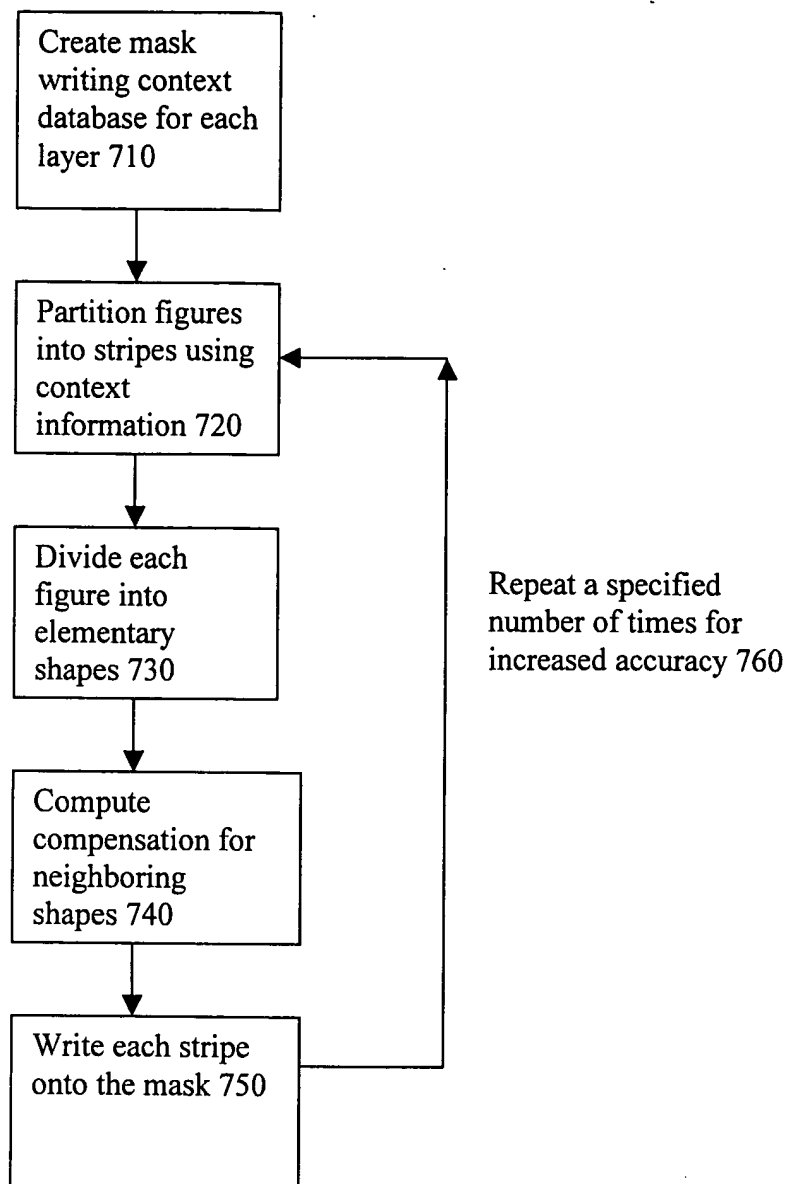 Create mask
writing context
database for each
layer 710
Partition figures
into stripes using
context
information 720
Divide each
figure into
elementary
shapes 730
Repeat a specified
number of times for
increased accuracy 760
Compute
compensation for
neighboring
shapes 740
Write each stripe
onto the mask 750